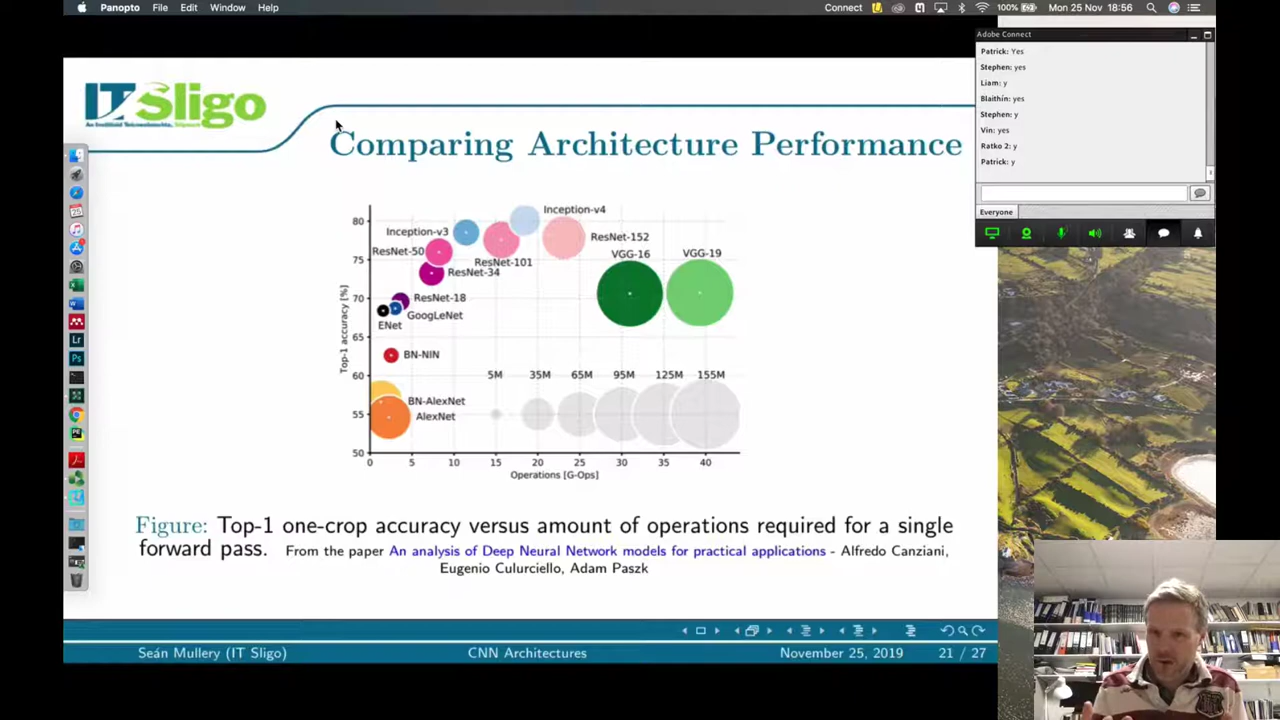 Panopto File Edit Window Help
Connect 100% Mon 25 Nov 18:56
Adobe Connect
Patrick: Yes
Stephen: yes
Liam: y
Blaithín: yes
Stephen: y
Vin: yes
Ratko 2: y
Patrick: y
Everyone
IT Sligo
Comparing Architecture Performance
Top-1 accuracy [%]
80
75
70
65
60
55
50
Inception-v4
Inception-v3
ResNet-152
ResNet-50
ResNet-101
VGG-16
VGG-19
ResNet-34
ResNet-18
GoogLeNet
ENet
BN-NIN
5M 35M 65M 95M 125M 155M
BN-AlexNet
AlexNet
0 5 10 15 20 25 30 35 40
Operations [G-Ops]
Figure: Top-1 one-crop accuracy versus amount of operations required for a single
forward pass. From the paper An analysis of Deep Neural Network models for practical applications - Alfredo Canziani,
Eugenio Culurciello, Adam Paszk
Seán Mullery (IT Sligo) CNN Architectures November 25, 2019 21 / 27
Lr
Ps